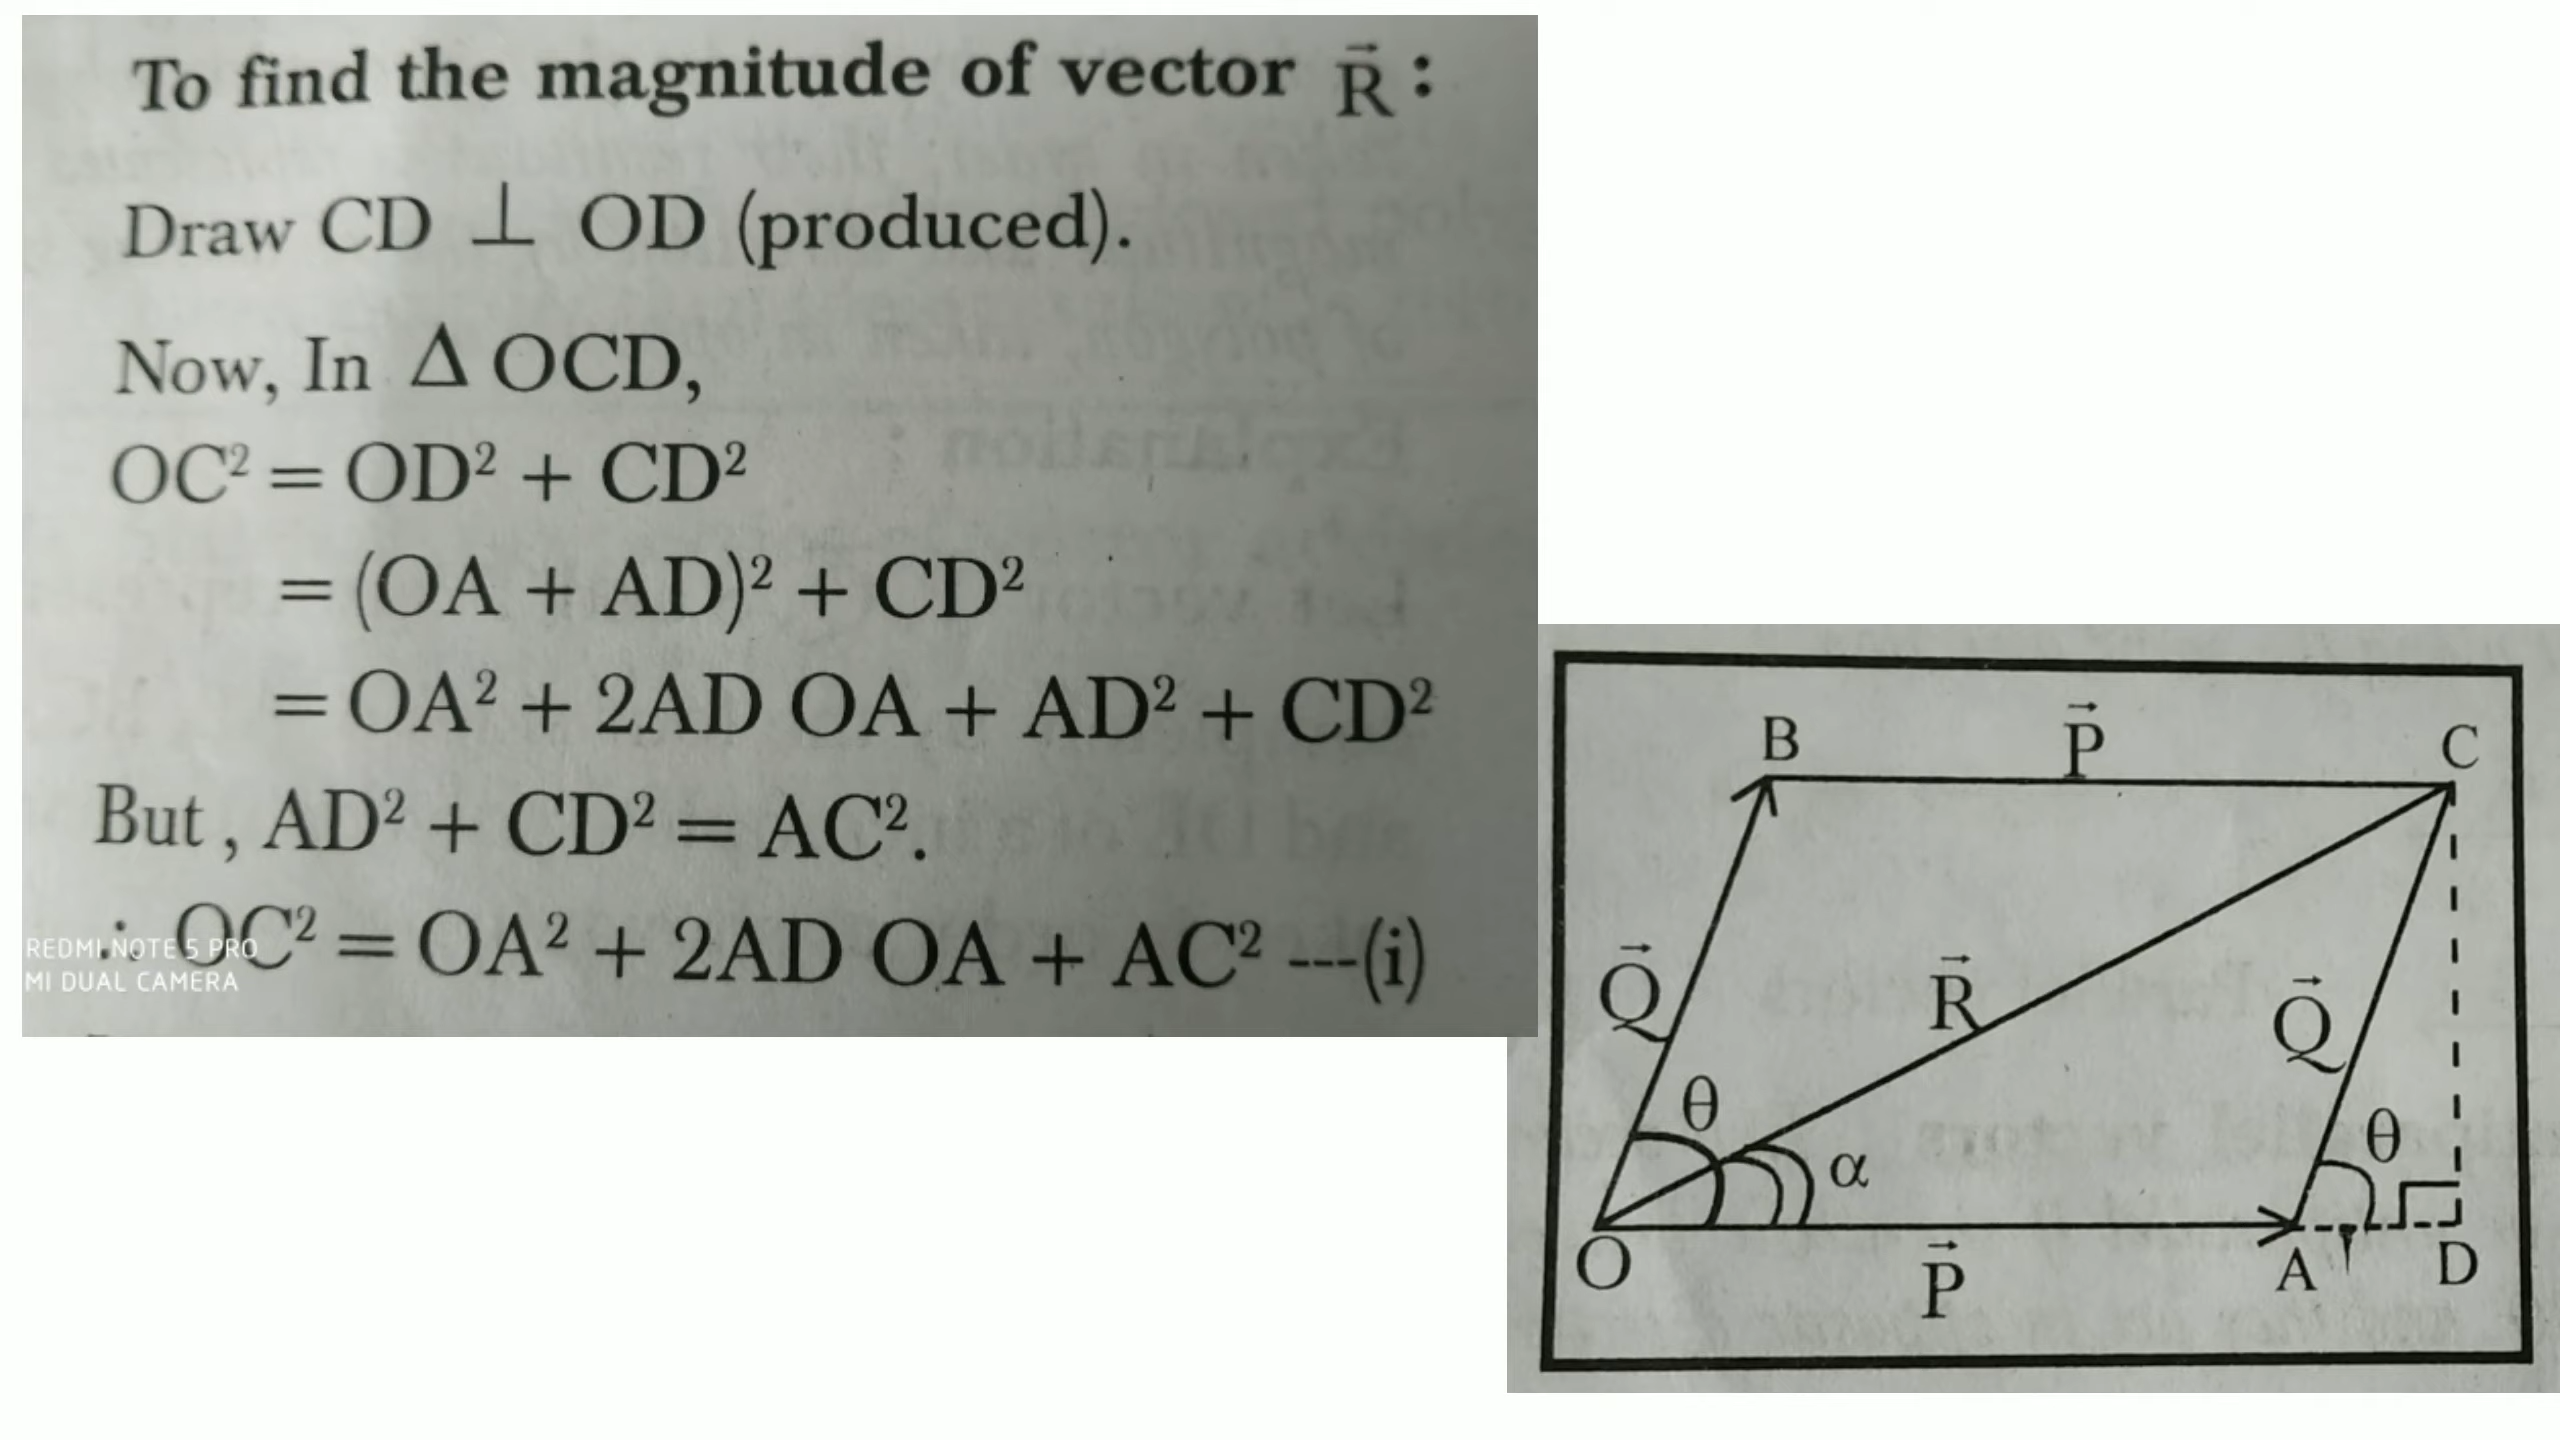 To find the magnitude of vector R⃗ :
Draw CD ⊥ OD (produced).
Now, In Δ OCD,
OC² = OD² + CD²
= (OA + AD)² + CD²
= OA² + 2AD OA + AD² + CD²
But , AD² + CD² = AC².
∴ OC² = OA² + 2AD OA + AC² ---(i)
REDMI NOTE 5 PRO
MI DUAL CAMERA
B P⃗ C
Q⃗ R⃗ Q⃗
θ α θ
O P⃗ A D